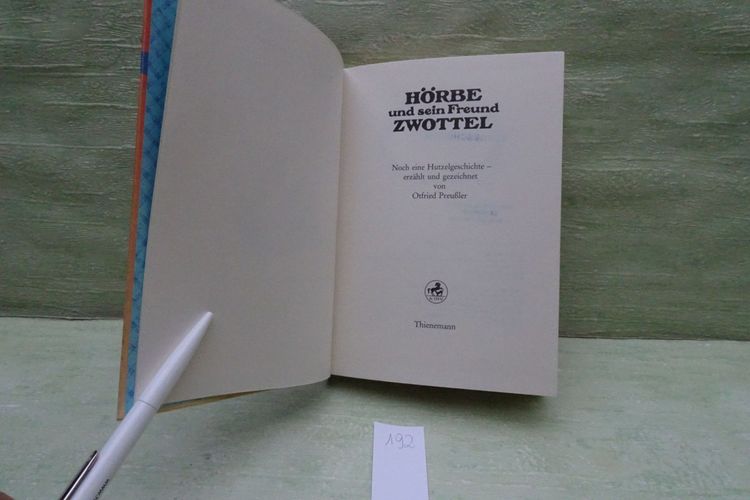 HÖRBE
und sein Freund
ZWOTTEL
Noch eine Hutzelgeschichte –
erzählt und gezeichnet
von
Otfried Preußler
Thienemann
192